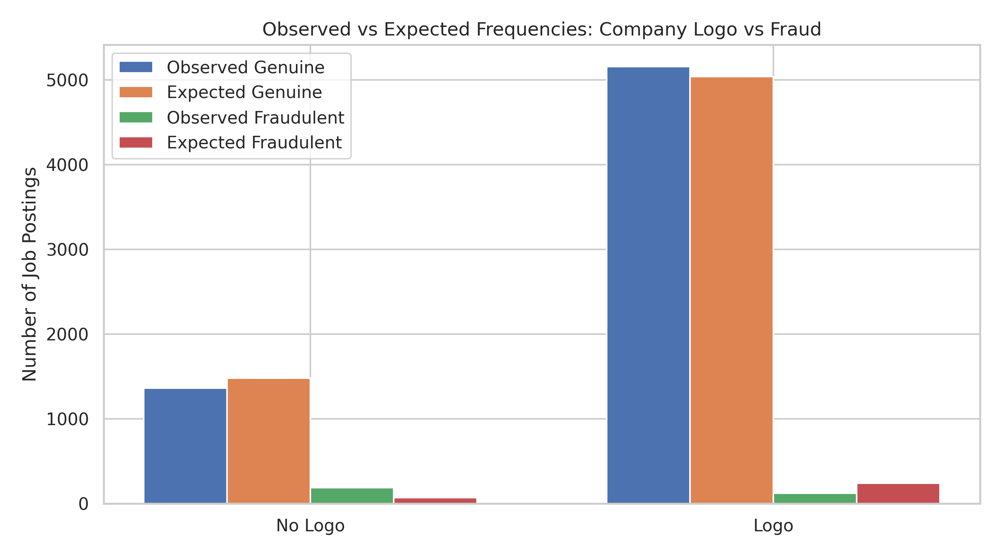 Observed vs Expected Frequencies: Company Logo vs Fraud
Observed Genuine
Expected Genuine
Observed Fraudulent
Expected Fraudulent
Number of Job Postings
5000
4000
3000
2000
1000
0
No Logo
Logo